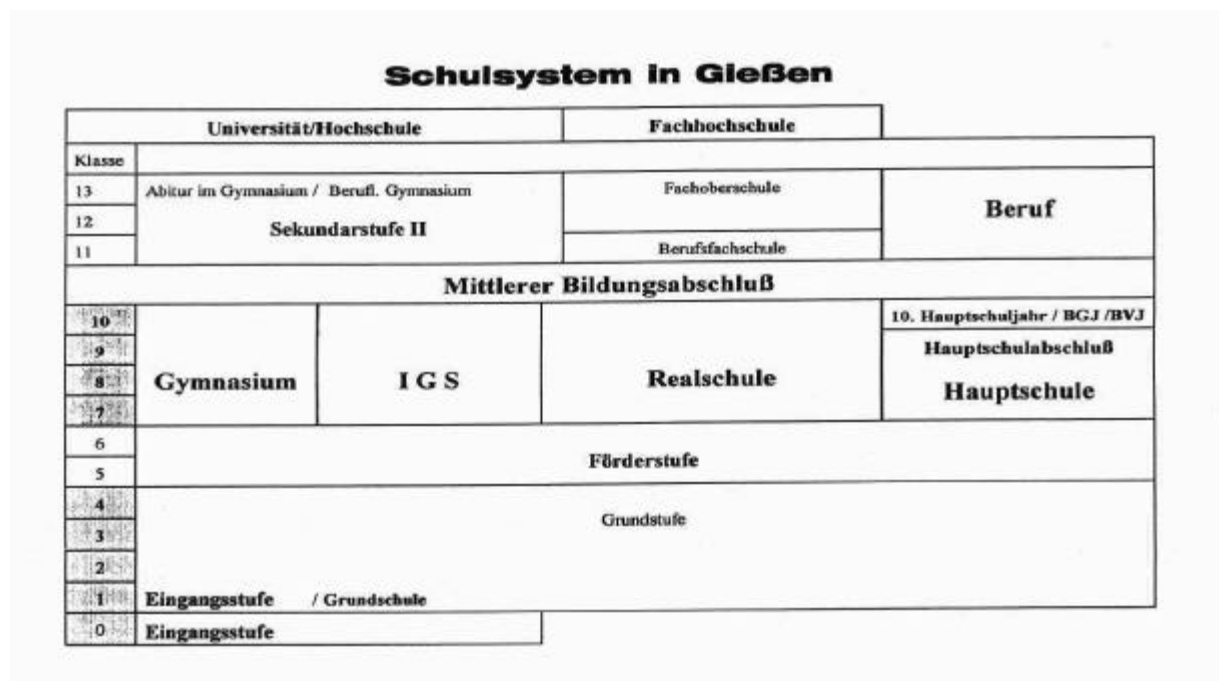 Schulsystem in Gießen
Universität/Hochschule Fachhochschule
Klasse
13 Abitur im Gymnasium / Berufl. Gymnasium Fachoberschule
12 Sekundarstufe II Beruf
11 Berufsfachschule
Mittlerer Bildungsabschluß
10 10. Hauptschuljahr / BGJ /BVJ
9 Hauptschulabschluß
8 Gymnasium I G S Realschule Hauptschule
7
6
Förderstufe
5
4
Grundstufe
3
2
1 Eingangsstufe / Grundschule
0 Eingangsstufe